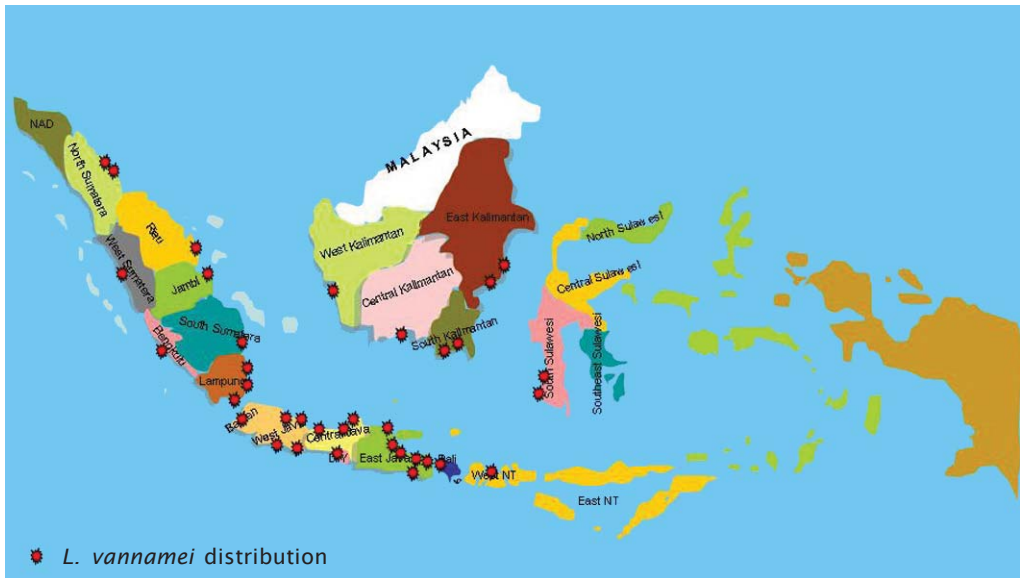 NAD
North Sumatera
MALAYSIA
Riau
East Kalimantan
North Sulawesi
West Kalimantan
West Sumatera
Central Sulawesi
Jambi
Central Kalimantan
South Sumatera
South Kalimantan
Bengkulu
South Sulawesi
Southeast Sulawesi
Lampung
West Java
Central Java
DIY
East Java
Bali
West NT
East NT
L. vannamei distribution